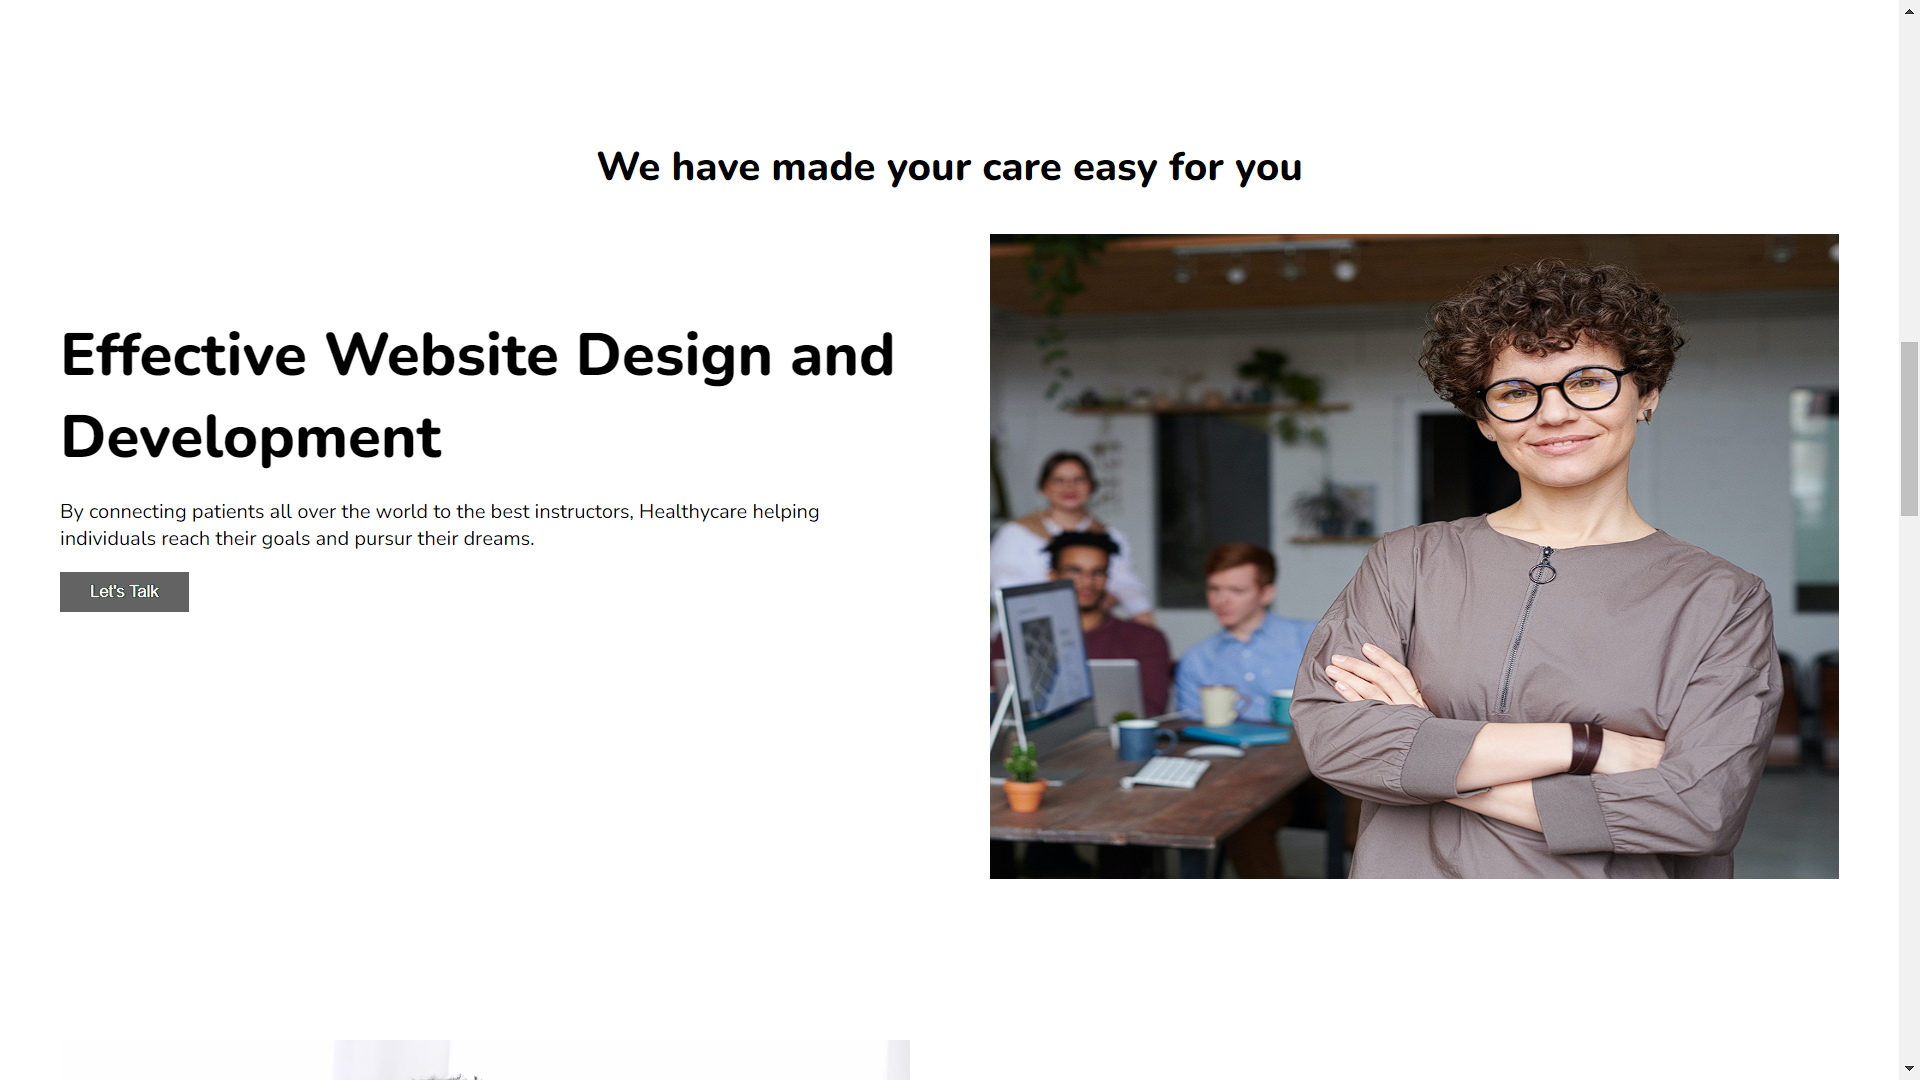 We have made your care easy for you
Effective Website Design and
Development
By connecting patients all over the world to the best instructors, Healthycare helping
individuals reach their goals and pursur their dreams.
Let's Talk